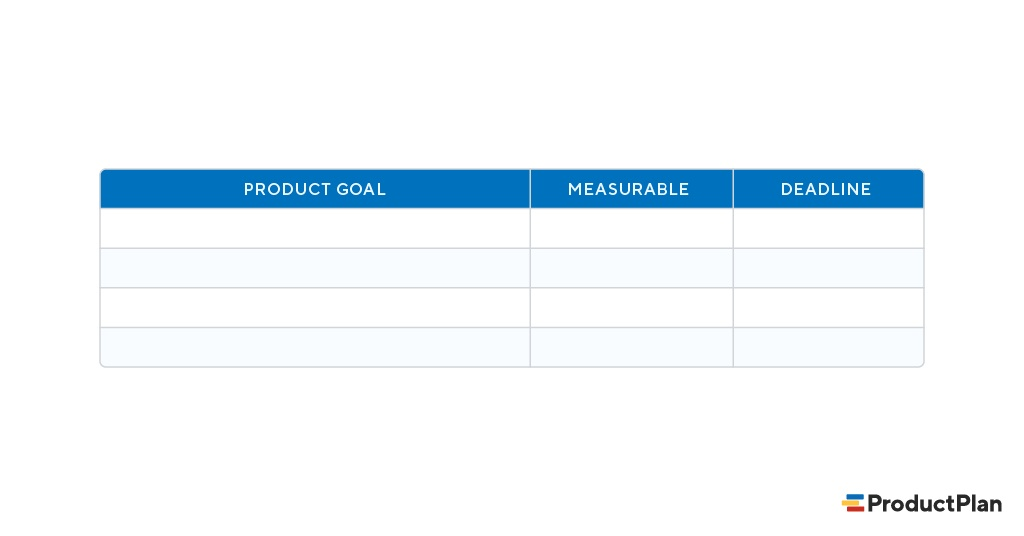 PRODUCT GOAL MEASURABLE DEADLINE
ProductPlan